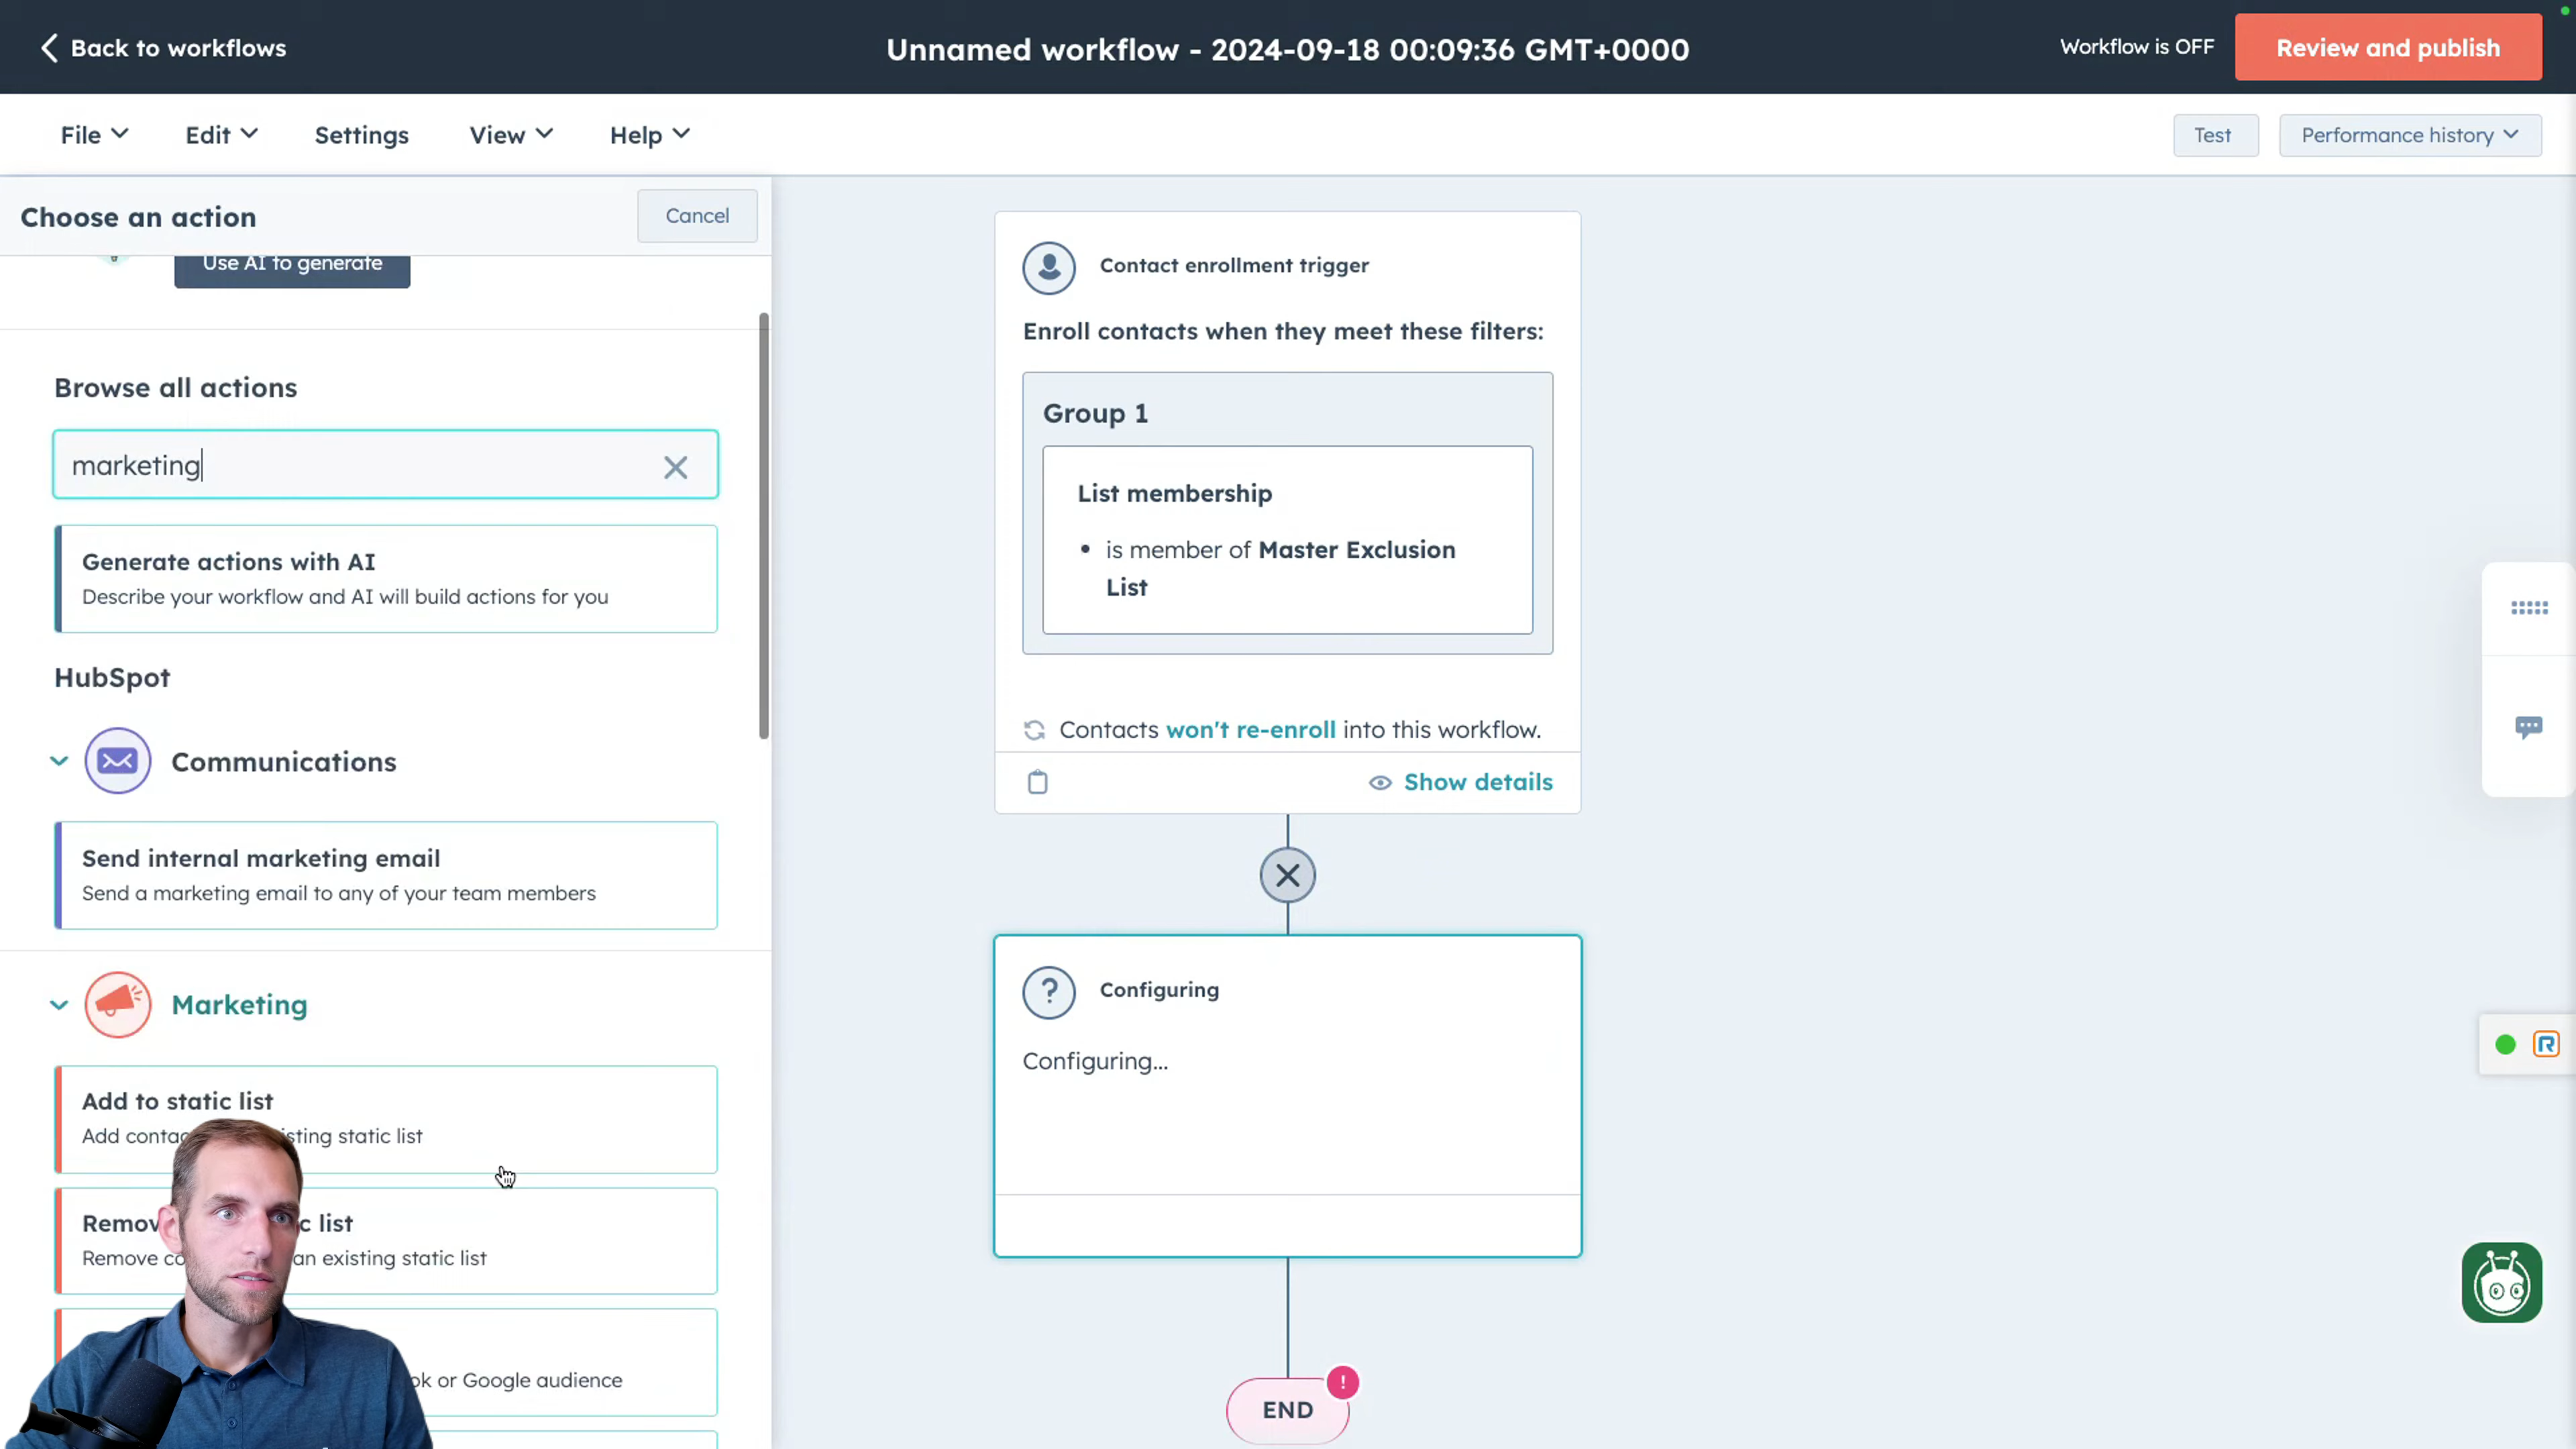 Back to workflows
Unnamed workflow - 2024-09-18 00:09:36 GMT+0000
Workflow is OFF
Review and publish
File
Edit
Settings
View
Help
Test
Performance history
Choose an action
Cancel
Use AI to generate
Browse all actions
marketing
Generate actions with AI
Describe your workflow and AI will build actions for you
HubSpot
Communications
Send internal marketing email
Send a marketing email to any of your team members
Marketing
Add to static list
Add existing static list
list
Remove an existing static list
or Google audience
Contact enrollment trigger
Enroll contacts when they meet these filters:
Group 1
List membership
• is member of Master Exclusion
List
Contacts won't re-enroll into this workflow.
Show details
?
Configuring
Configuring...
END
!